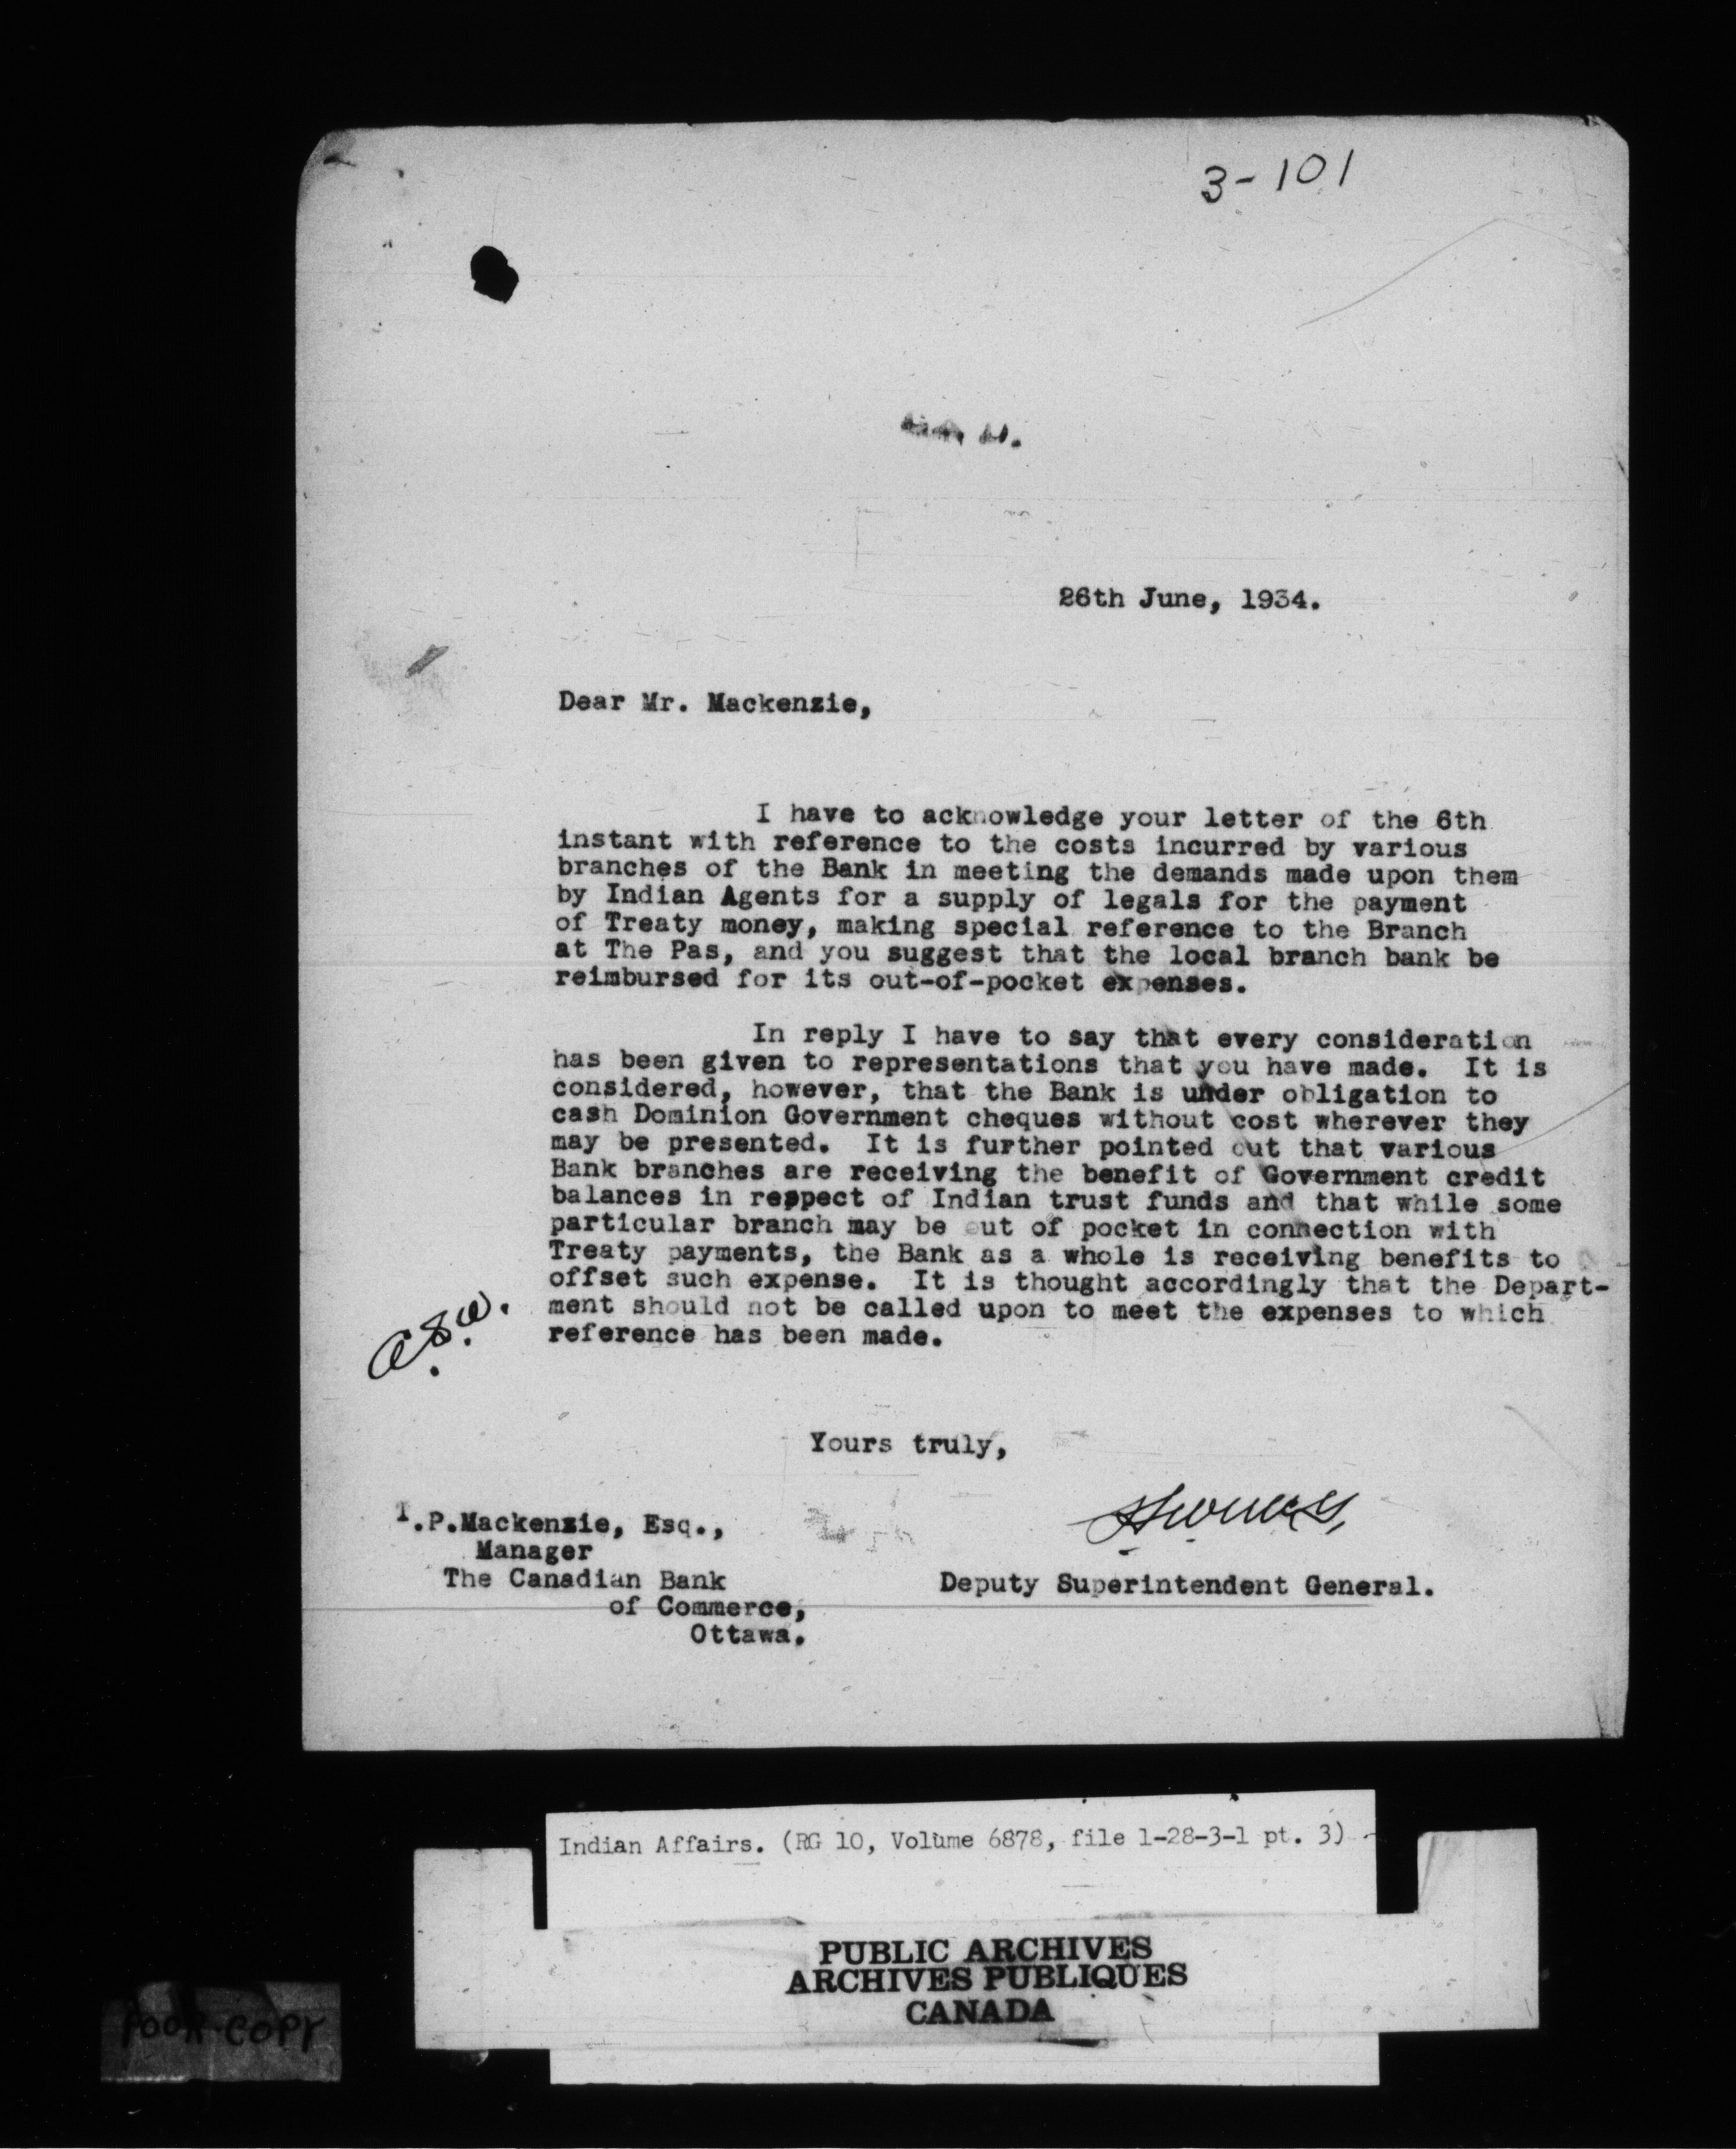 3-101
26th June, 1934.
Dear Mr. Mackenzie,
I have to acknowledge your letter of the 6th
instant with reference to the costs incurred by various
branches of the Bank in meeting the demands made upon them
by Indian Agents for a supply of legals for the payment
of Treaty money, making special reference to the Branch
at The Pas, and you suggest that the local branch bank be
reimbursed for its out-of-pocket expenses.
In reply I have to say that every consideration
has been given to representations that you have made. It is
considered, however, that the Bank is under obligation to
cash Dominion Government cheques without cost wherever they
may be presented. It is further pointed out that various
Bank branches are receiving the benefit of Government credit
balances in respect of Indian trust funds and that while some
particular branch may be out of pocket in connection with
Treaty payments, the Bank as a whole is receiving benefits to
offset such expense. It is thought accordingly that the Depart-
ment should not be called upon to meet the expenses to which
reference has been made.
Yours truly,
I.P.Mackenzie, Esq.,
Manager
The Canadian Bank
of Commerce,
Ottawa.
Deputy Superintendent General.
Indian Affairs. (RG 10, Volume 6878, file 1-28-3-1 pt. 3)
PUBLIC ARCHIVES
ARCHIVES PUBLIQUES
CANADA
POOR COPY